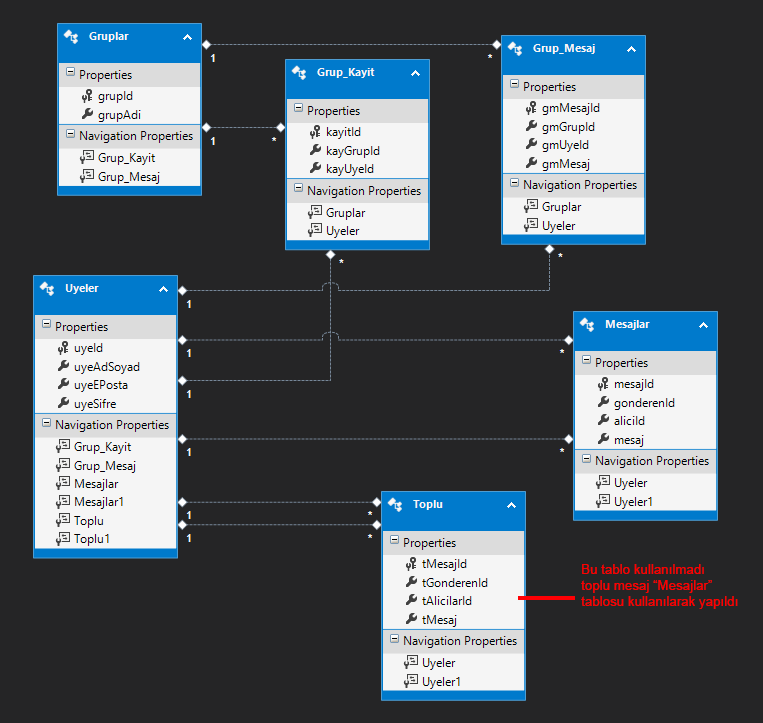 Gruplar
Properties
grupId
grupAdi
Navigation Properties
Grup_Kayit
Grup_Mesaj
1
*
1
*
Grup_Kayit
Properties
kayitId
kayGrupId
kayUyeId
Navigation Properties
Gruplar
Uyeler
*
Grup_Mesaj
Properties
gmMesajId
gmGrupId
gmUyeId
gmMesaj
Navigation Properties
Gruplar
Uyeler
*
Uyeler
Properties
uyeId
uyeAdSoyad
uyeEPosta
uyeSifre
Navigation Properties
Grup_Kayit
Grup_Mesaj
Mesajlar
Mesajlar1
Toplu
Toplu1
1
1
*
1
1
*
1
*
1
*
Mesajlar
Properties
mesajId
gonderenId
aliciId
mesaj
Navigation Properties
Uyeler
Uyeler1
Toplu
Properties
tMesajId
tGonderenId
tAlicilarId
tMesaj
Navigation Properties
Uyeler
Uyeler1
Bu tablo kullanılmadı
toplu mesaj "Mesajlar"
tablosu kullanılarak yapıldı